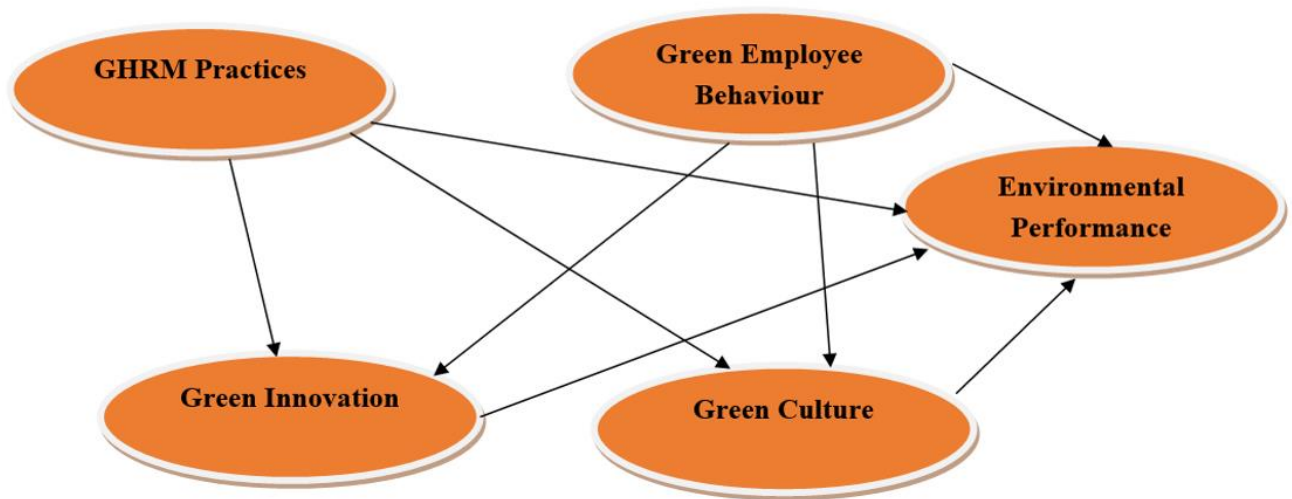 GHRM Practices
Green Employee
Behaviour
Environmental
Performance
Green Innovation
Green Culture